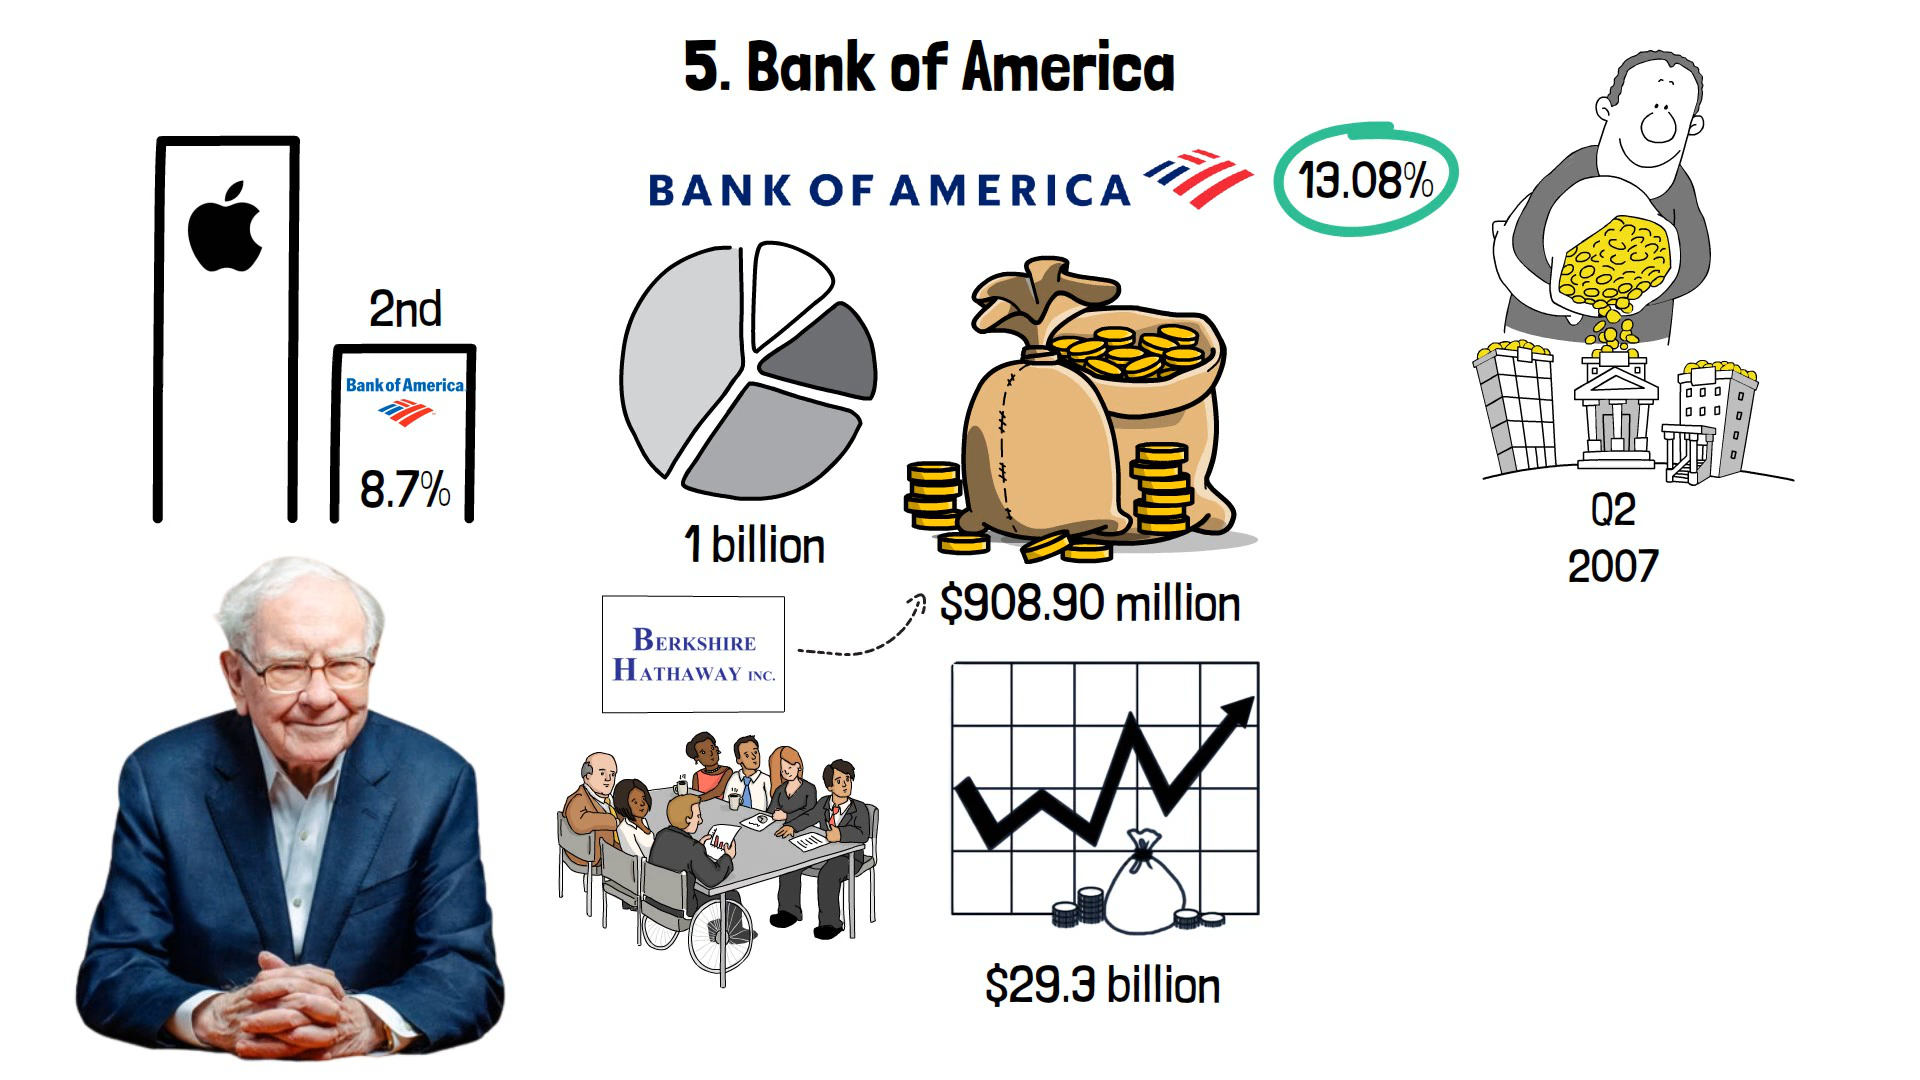 5. Bank of America
BANK OF AMERICA
13.08%
2nd
Bank of America
8.7%
1 billion
$908.90 million
BERKSHIRE
HATHAWAY INC.
$29.3 billion
Q2
2007